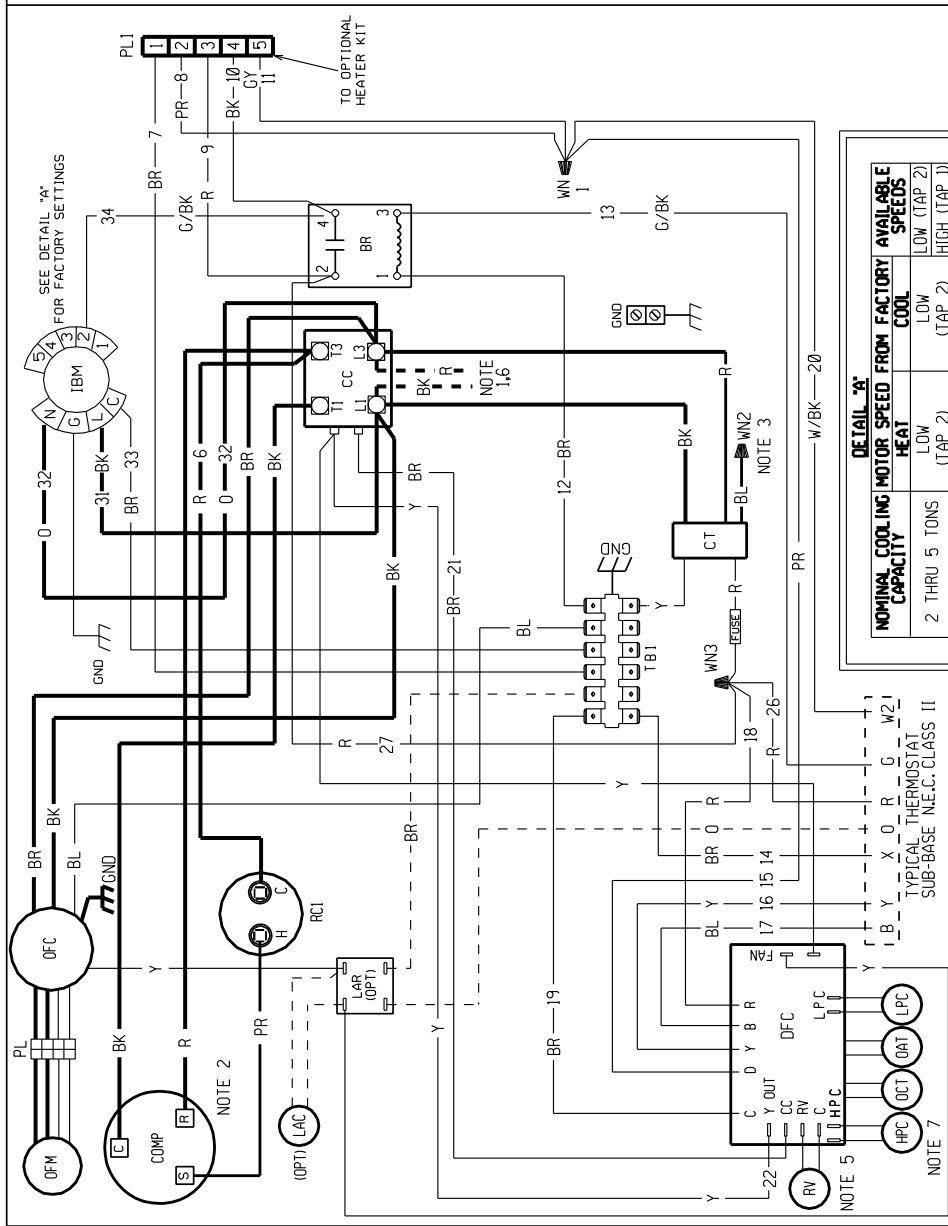 PL1
1
2
3
4
5
TO OPTIONAL
HEATER KIT
BR 7
PR 8
R 9
BK 10
GY 11
SEE DETAIL "A"
FOR FACTORY SETTINGS
34
G/BK
IBM
5
4
3
2
1
N
G
L
C
O 32
31 BK
BR 33
GND
R 6
O 32
BR
BK
T3
T1
CC
L3
L1
BK
R
NOTE
1,6
2
4
BR
1
3
13
G/BK
WN
1
GND
12 BR
BR
Y
BR 21
BK
BK
R
BL
WN2
NOTE 3
CT
Y
R
FUSE
WN3
GND
TB1
BL
W/BK 20
PR
DETAIL "A"
NOMINAL COOLING
CAPACITY
MOTOR SPEED FROM FACTORY
HEAT
COOL
AVAILABLE
SPEEDS
2 THRU 5 TONS
LOW
(TAP 2)
LOW
(TAP 2)
LOW (TAP 2)
HIGH (TAP 1)
OFM
PL
OFC
BR
BK
BL
GND
BK
R
PR
COMP
C
R
S
NOTE 2
RC1
H
C
Y
LAC
(OPT)
LAR
(OPT)
R
27
BR
Y
Y
BR 19
R
18
R 26
O
BR 14
15
Y 16
BL 17
B
Y
X
O
R
G
W2
TYPICAL THERMOSTAT
SUB-BASE N.E.C. CLASS II
DFC
C
D
Y
B
R
FAN
Y OUT
CC
RV
C
HPC
LPC
22
Y
Y
RV
NOTE 5
HPC
OCT
OAT
LPC
NOTE 7